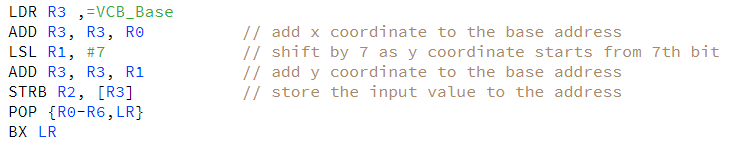 LDR R3 ,=VCB_Base
ADD R3, R3, R0 // add x coordinate to the base address
LSL R1, #7 // shift by 7 as y coordinate starts from 7th bit
ADD R3, R3, R1 // add y coordinate to the base address
STRB R2, [R3] // store the input value to the address
POP {R0-R6,LR}
BX LR